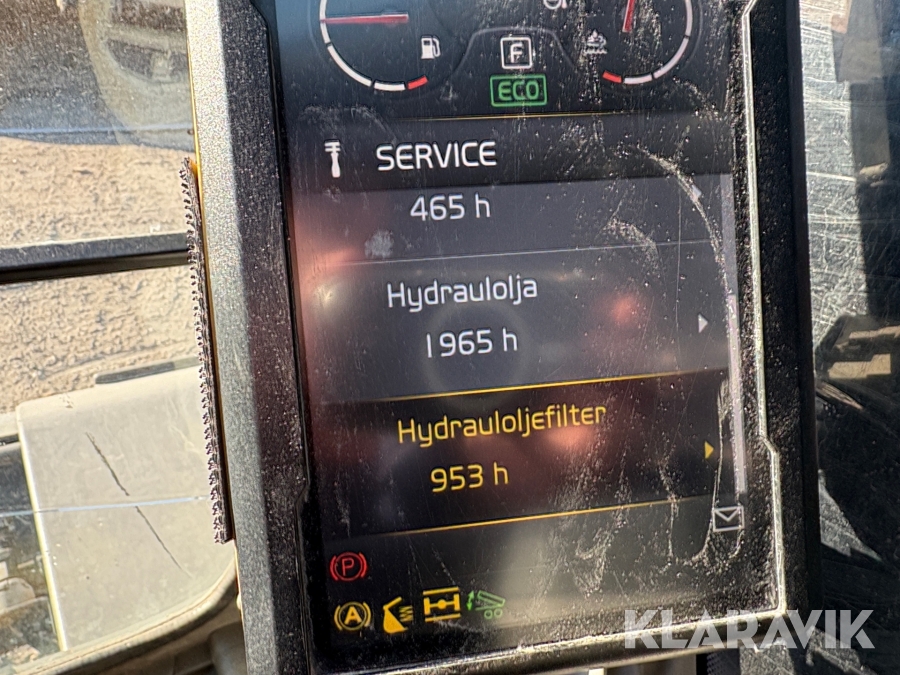 F
ECO
SERVICE
465 h
Hydraulolja
1965 h
Hydrauloljefilter
953 h
P
A
KLARAVIK